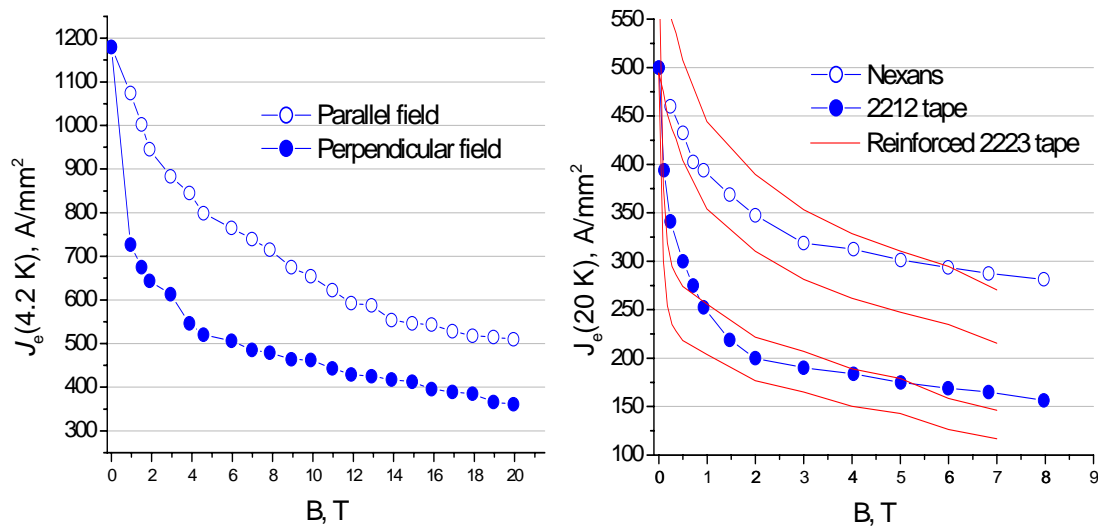 1200
1100
1000
900
800
700
600
500
400
300
0 2 4 6 8 10 12 14 16 18 20
Jₑ(4.2 K), A/mm²
B, T
Parallel field
Perpendicular field
550
500
450
400
350
300
250
200
150
100
0 1 2 3 4 5 6 7 8 9
Jₑ(20 K), A/mm²
B, T
Nexans
2212 tape
Reinforced 2223 tape